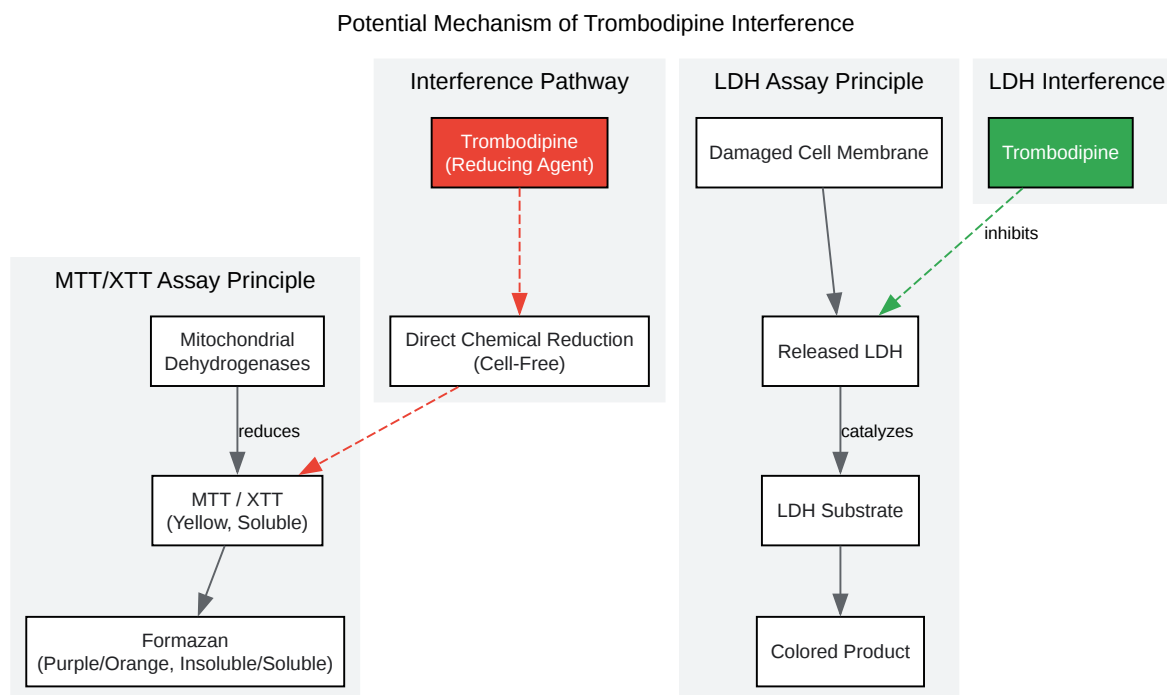 Potential Mechanism of Trombodipine Interference
Interference Pathway
LDH Assay Principle
LDH Interference
Trombodipine
(Reducing Agent)
Damaged Cell Membrane
Trombodipine
inhibits
MTT/XTT Assay Principle
Mitochondrial
Dehydrogenases
Direct Chemical Reduction
(Cell-Free)
Released LDH
reduces
catalyzes
MTT / XTT
(Yellow, Soluble)
LDH Substrate
Formazan
(Purple/Orange, Insoluble/Soluble)
Colored Product